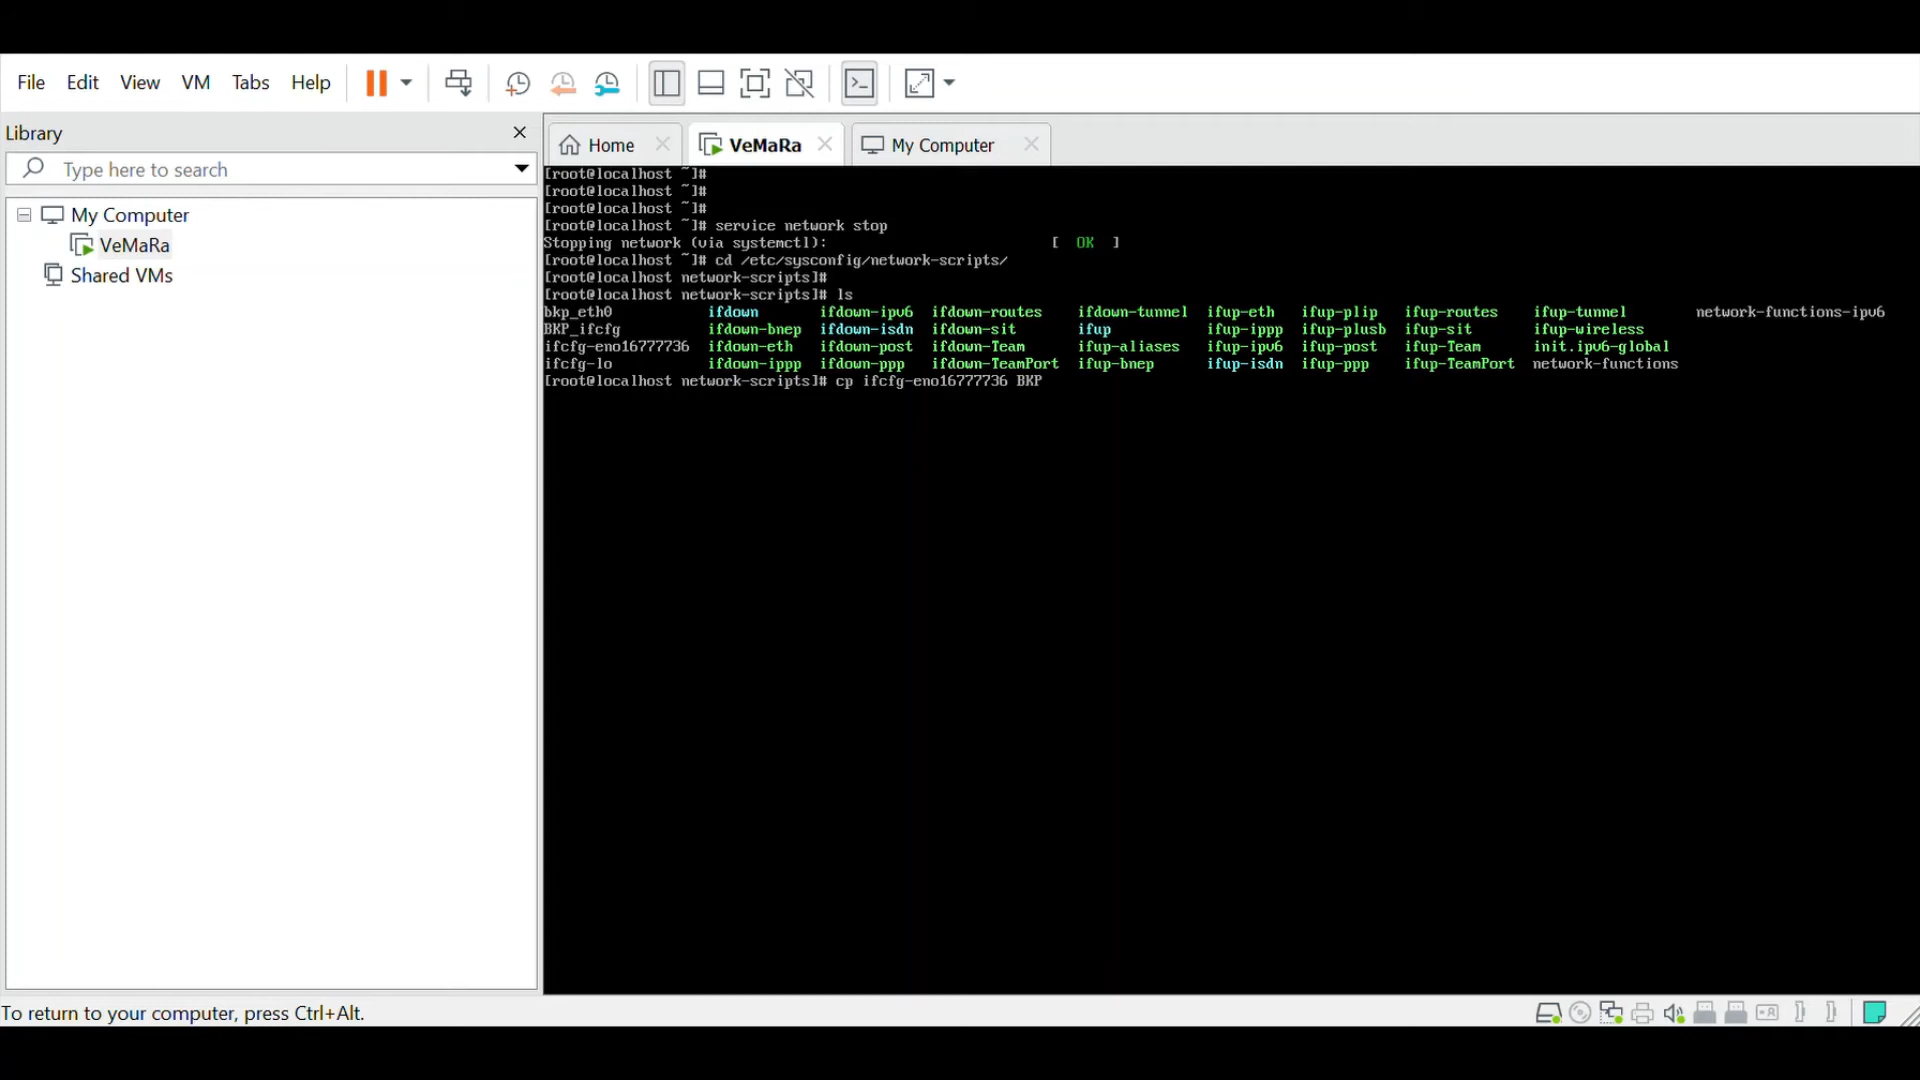 File Edit View VM Tabs Help
Library
Type here to search
My Computer
VeMaRa
Shared VMs
Home VeMaRa My Computer
[root@localhost ~]#
[root@localhost ~]#
[root@localhost ~]#
[root@localhost ~]# service network stop
Stopping network (via systemctl): [ OK ]
[root@localhost ~]# cd /etc/sysconfig/network-scripts/
[root@localhost network-scripts]#
[root@localhost network-scripts]# ls
bkp_eth0 ifdown ifdown-ipv6 ifdown-routes ifdown-tunnel ifup-eth ifup-plip ifup-routes ifup-tunnel network-functions-ipv6
BKP_ifcfg ifdown-bnep ifdown-isdn ifdown-sit ifup ifup-ippp ifup-plusb ifup-sit ifup-wireless
ifcfg-eno16777736 ifdown-eth ifdown-post ifdown-Team ifup-aliases ifup-ipv6 ifup-post ifup-Team init.ipv6-global
ifcfg-lo ifdown-ippp ifdown-ppp ifdown-TeamPort ifup-bnep ifup-isdn ifup-ppp ifup-TeamPort network-functions
[root@localhost network-scripts]# cp ifcfg-eno16777736 BKP
To return to your computer, press Ctrl+Alt.